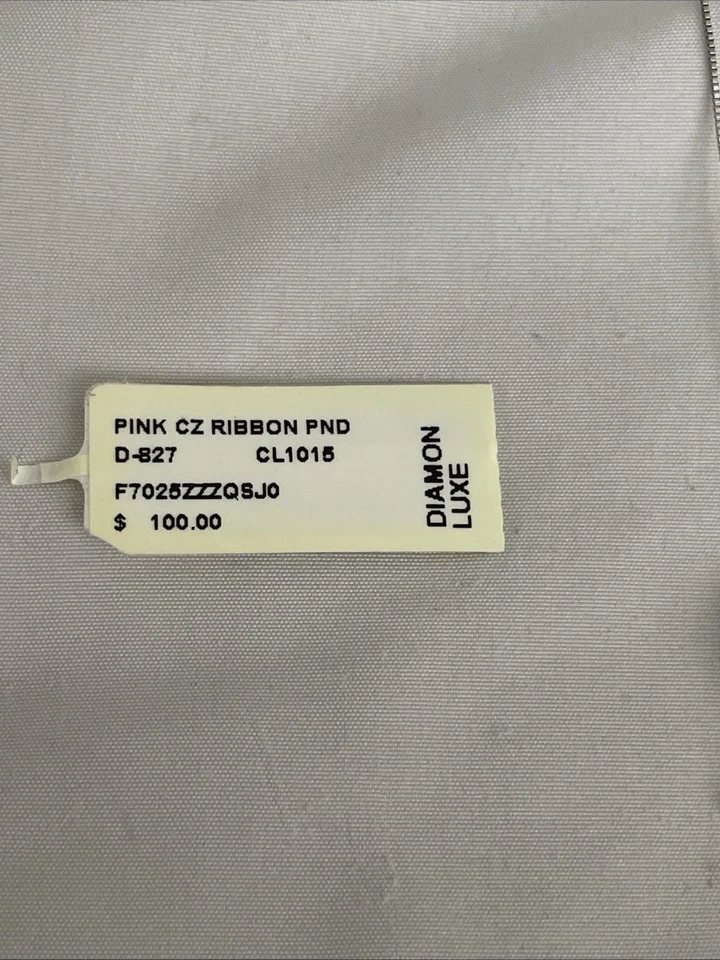 PINK CZ RIBBON PND
D-827 CL1015
F7025ZZZQSJ0
$ 100.00
DIAMON
LUXE